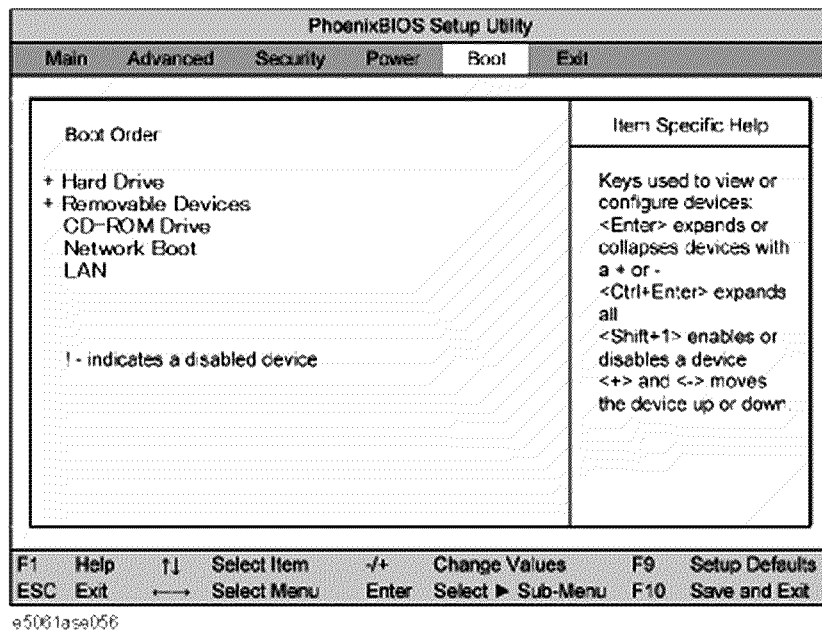 PhoenixBIOS Setup Utility
Main Advanced Security Power Boot Exit
Boot Order
+ Hard Drive
+ Removable Devices
CD-ROM Drive
Network Boot
LAN
! - indicates a disabled device
Item Specific Help
Keys used to view or
configure devices:
<Enter> expands or
collapses devices with
a + or -
<Ctrl+Enter> expands
all
<Shift+1> enables or
disables a device
<+> and <-> moves
the device up or down.
F1 Help ↑↓ Select Item -/+ Change Values F9 Setup Defaults
ESC Exit ←→ Select Menu Enter Select ► Sub-Menu F10 Save and Exit
e5061ase056